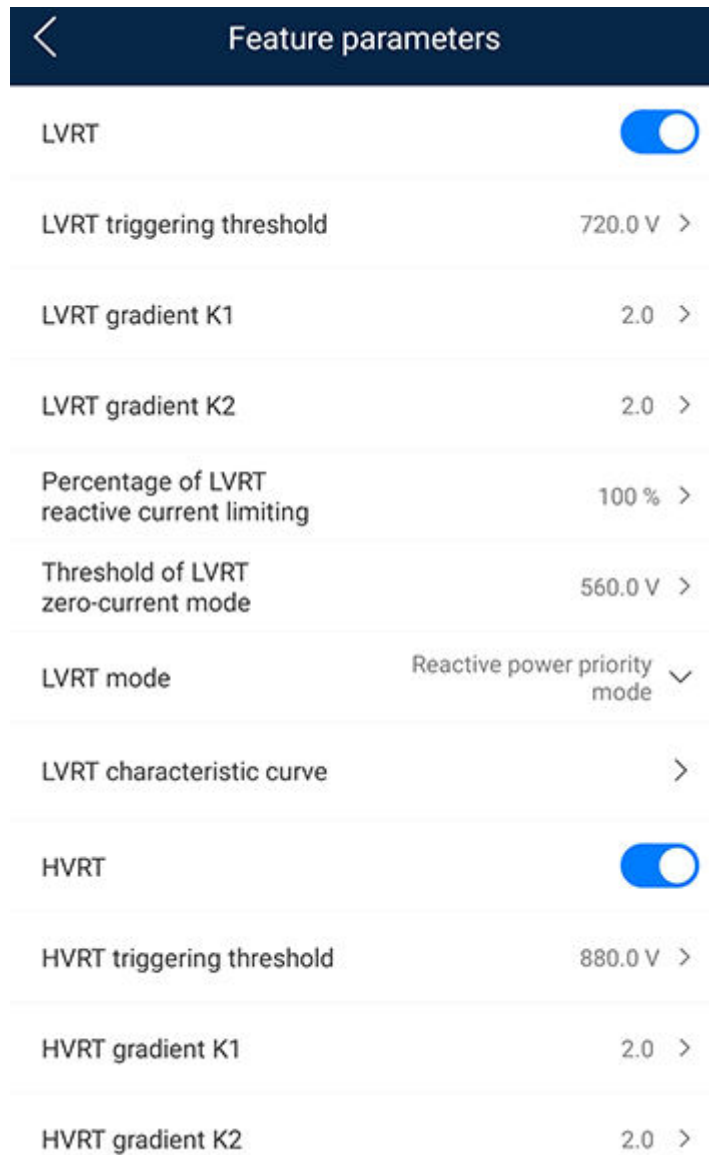 Feature parameters
LVRT
LVRT triggering threshold 720.0 V
LVRT gradient K1 2.0
LVRT gradient K2 2.0
Percentage of LVRT
reactive current limiting 100 %
Threshold of LVRT
zero-current mode 560.0 V
LVRT mode Reactive power priority
mode
LVRT characteristic curve
HVRT
HVRT triggering threshold 880.0 V
HVRT gradient K1 2.0
HVRT gradient K2 2.0